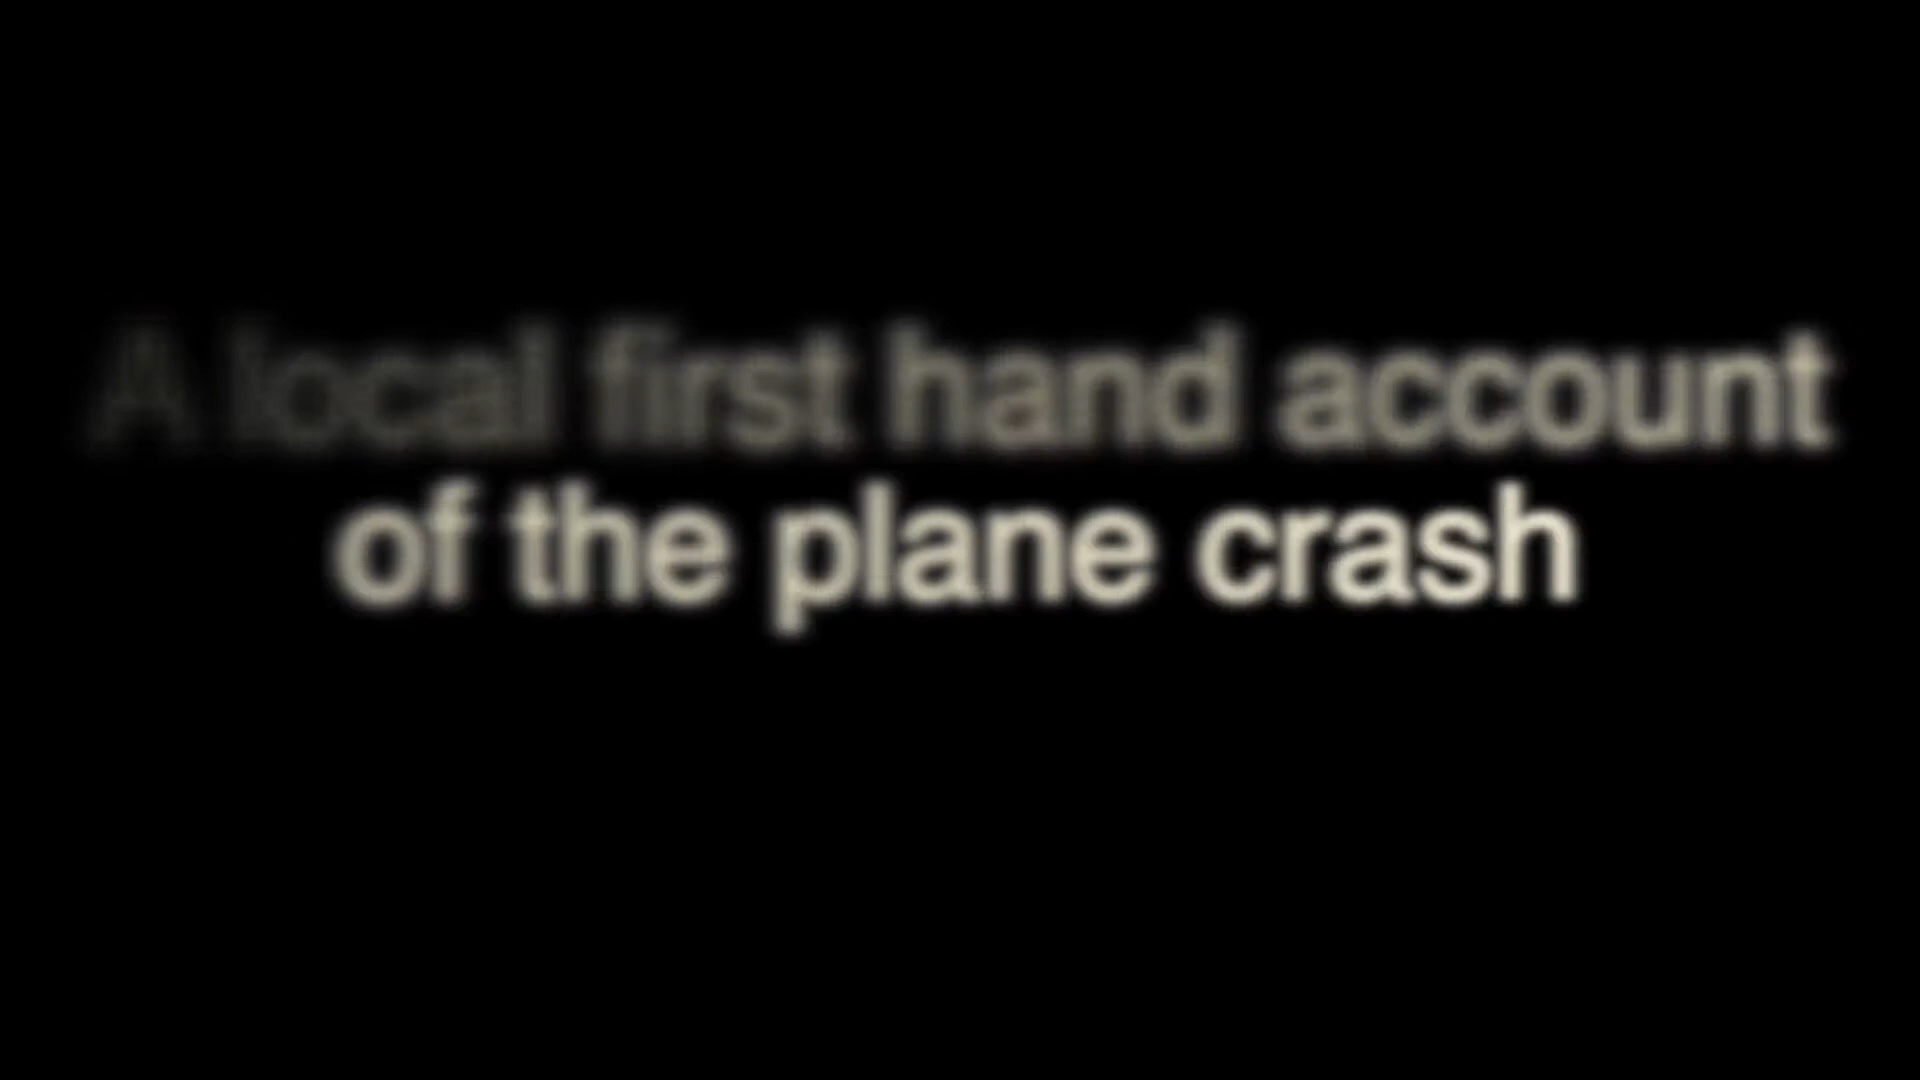 A local first hand account
of the plane crash